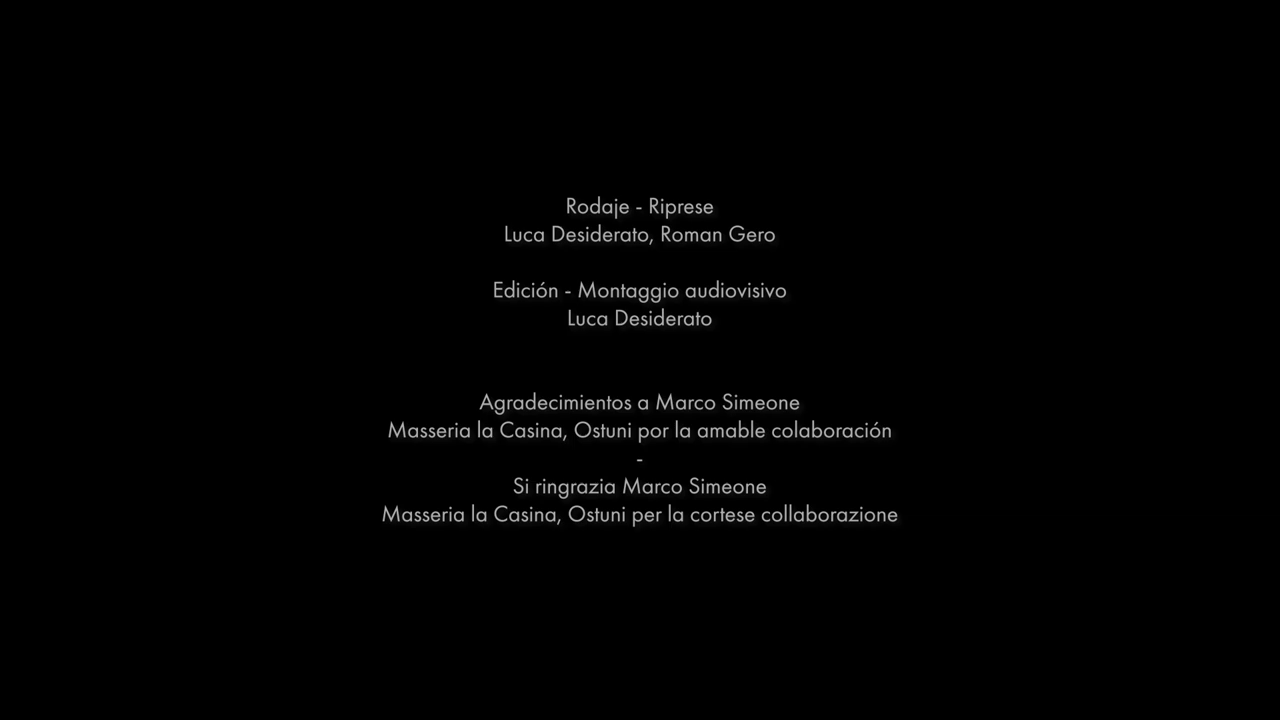 Rodaje - Riprese
Luca Desiderato, Roman Gero
Edición - Montaggio audiovisivo
Luca Desiderato
Agradecimientos a Marco Simeone
Masseria la Casina, Ostuni por la amable colaboración
-
Si ringrazia Marco Simeone
Masseria la Casina, Ostuni per la cortese collaborazione